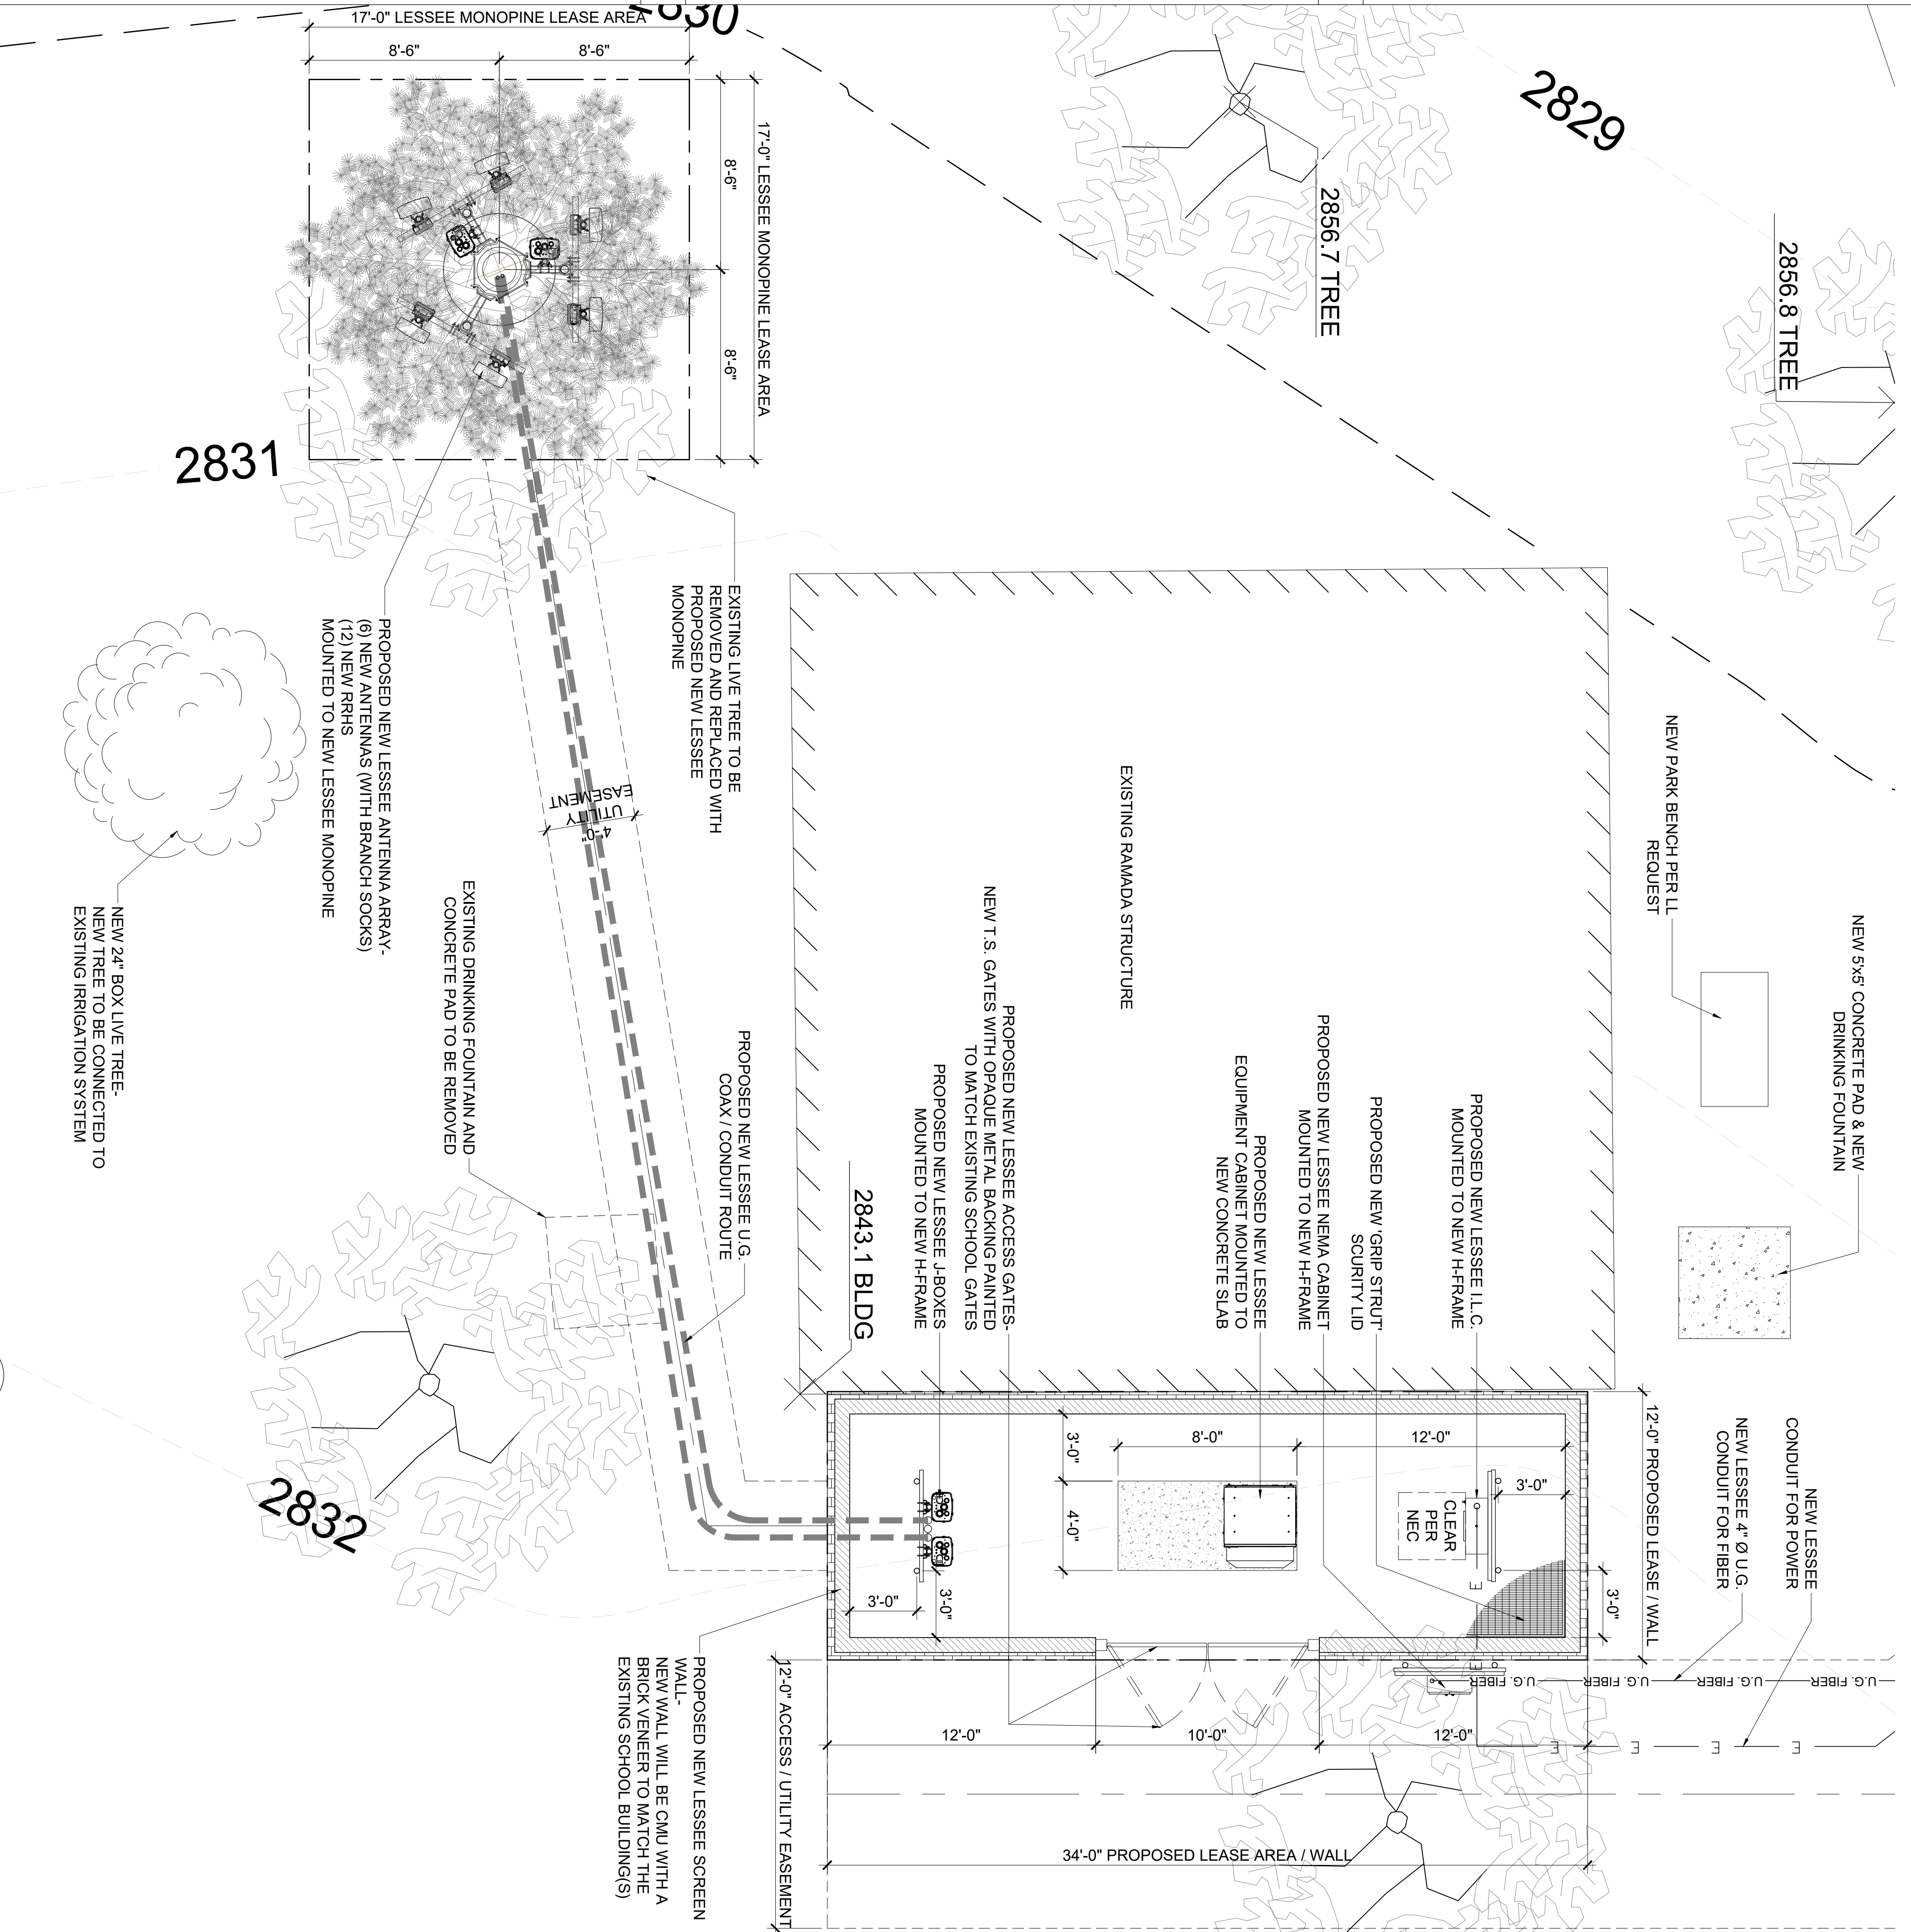 17'-0" LESSEE MONOPINE LEASE AREA
8'-6"
8'-6"
17'-0" LESSEE MONOPINE LEASE AREA
8'-6"
8'-6"
2830
2829
2856.7 TREE
2856.8 TREE
2831
EXISTING LIVE TREE TO BE
REMOVED AND REPLACED WITH
PROPOSED NEW LESSEE
MONOPINE
PROPOSED NEW LESSEE ANTENNA ARRAY-
(6) NEW ANTENNAS (WITH BRANCH SOCKS)
(12) NEW RRHS
MOUNTED TO NEW LESSEE MONOPINE
4'-0"
UTILITY
EASEMENT
NEW 24" BOX LIVE TREE-
NEW TREE TO BE CONNECTED TO
EXISTING IRRIGATION SYSTEM
EXISTING DRINKING FOUNTAIN AND
CONCRETE PAD TO BE REMOVED
PROPOSED NEW LESSEE U.G.
COAX / CONDUIT ROUTE
EXISTING RAMADA STRUCTURE
NEW PARK BENCH PER LL
REQUEST
NEW 5'x5' CONCRETE PAD & NEW
DRINKING FOUNTAIN
2843.1 BLDG
PROPOSED NEW LESSEE J-BOXES
MOUNTED TO NEW H-FRAME
PROPOSED NEW LESSEE ACCESS GATES-
NEW T.S. GATES WITH OPAQUE METAL BACKING PAINTED
TO MATCH EXISTING SCHOOL GATES
PROPOSED NEW LESSEE
EQUIPMENT CABINET MOUNTED TO
NEW CONCRETE SLAB
PROPOSED NEW LESSEE NEMA CABINET
MOUNTED TO NEW H-FRAME
PROPOSED NEW 'GRIP STRUT'
SCURITY LID
PROPOSED NEW LESSEE I.L.C.
MOUNTED TO NEW H-FRAME
12'-0" PROPOSED LEASE / WALL
NEW LESSEE 4" Ø U.G.
CONDUIT FOR FIBER
NEW LESSEE
CONDUIT FOR POWER
3'-0"
8'-0"
12'-0"
4'-0"
3'-0"
CLEAR
PER
NEC
3'-0"
3'-0"
3'-0"
E
E
U.G. FIBER
U.G. FIBER
U.G. FIBER
U.G. FIBER
E
E
E
E
12'-0"
10'-0"
12'-0"
34'-0" PROPOSED LEASE AREA / WALL
12'-0" ACCESS / UTILITY EASEMENT
PROPOSED NEW LESSEE SCREEN
WALL-
NEW WALL WILL BE CMU WITH A
BRICK VENEER TO MATCH THE
EXISTING SCHOOL BUILDING(S)
2832